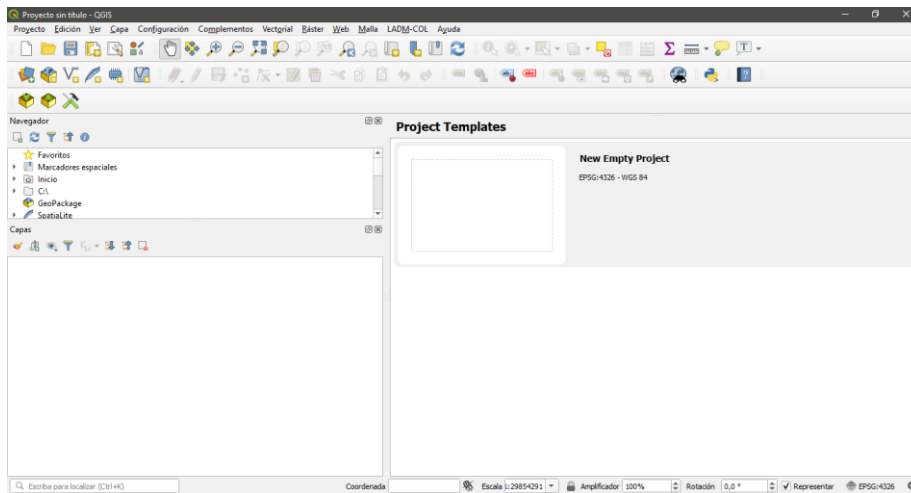 Proyecto sin título - QGIS
Proyecto Edición Ver Capa Configuración Complementos Vectorial Ráster Web Malla LADM-COL Ayuda
Navegador
Favoritos
Marcadores espaciales
Inicio
C:\
GeoPackage
SpatiaLite
Capas
Project Templates
New Empty Project
EPSG:4326 - WGS 84
Escriba para localizar (Ctrl+K)
Coordenada
Escala 1:29854291
Amplificador 100%
Rotación 0,0 °
Representar
EPSG:4326